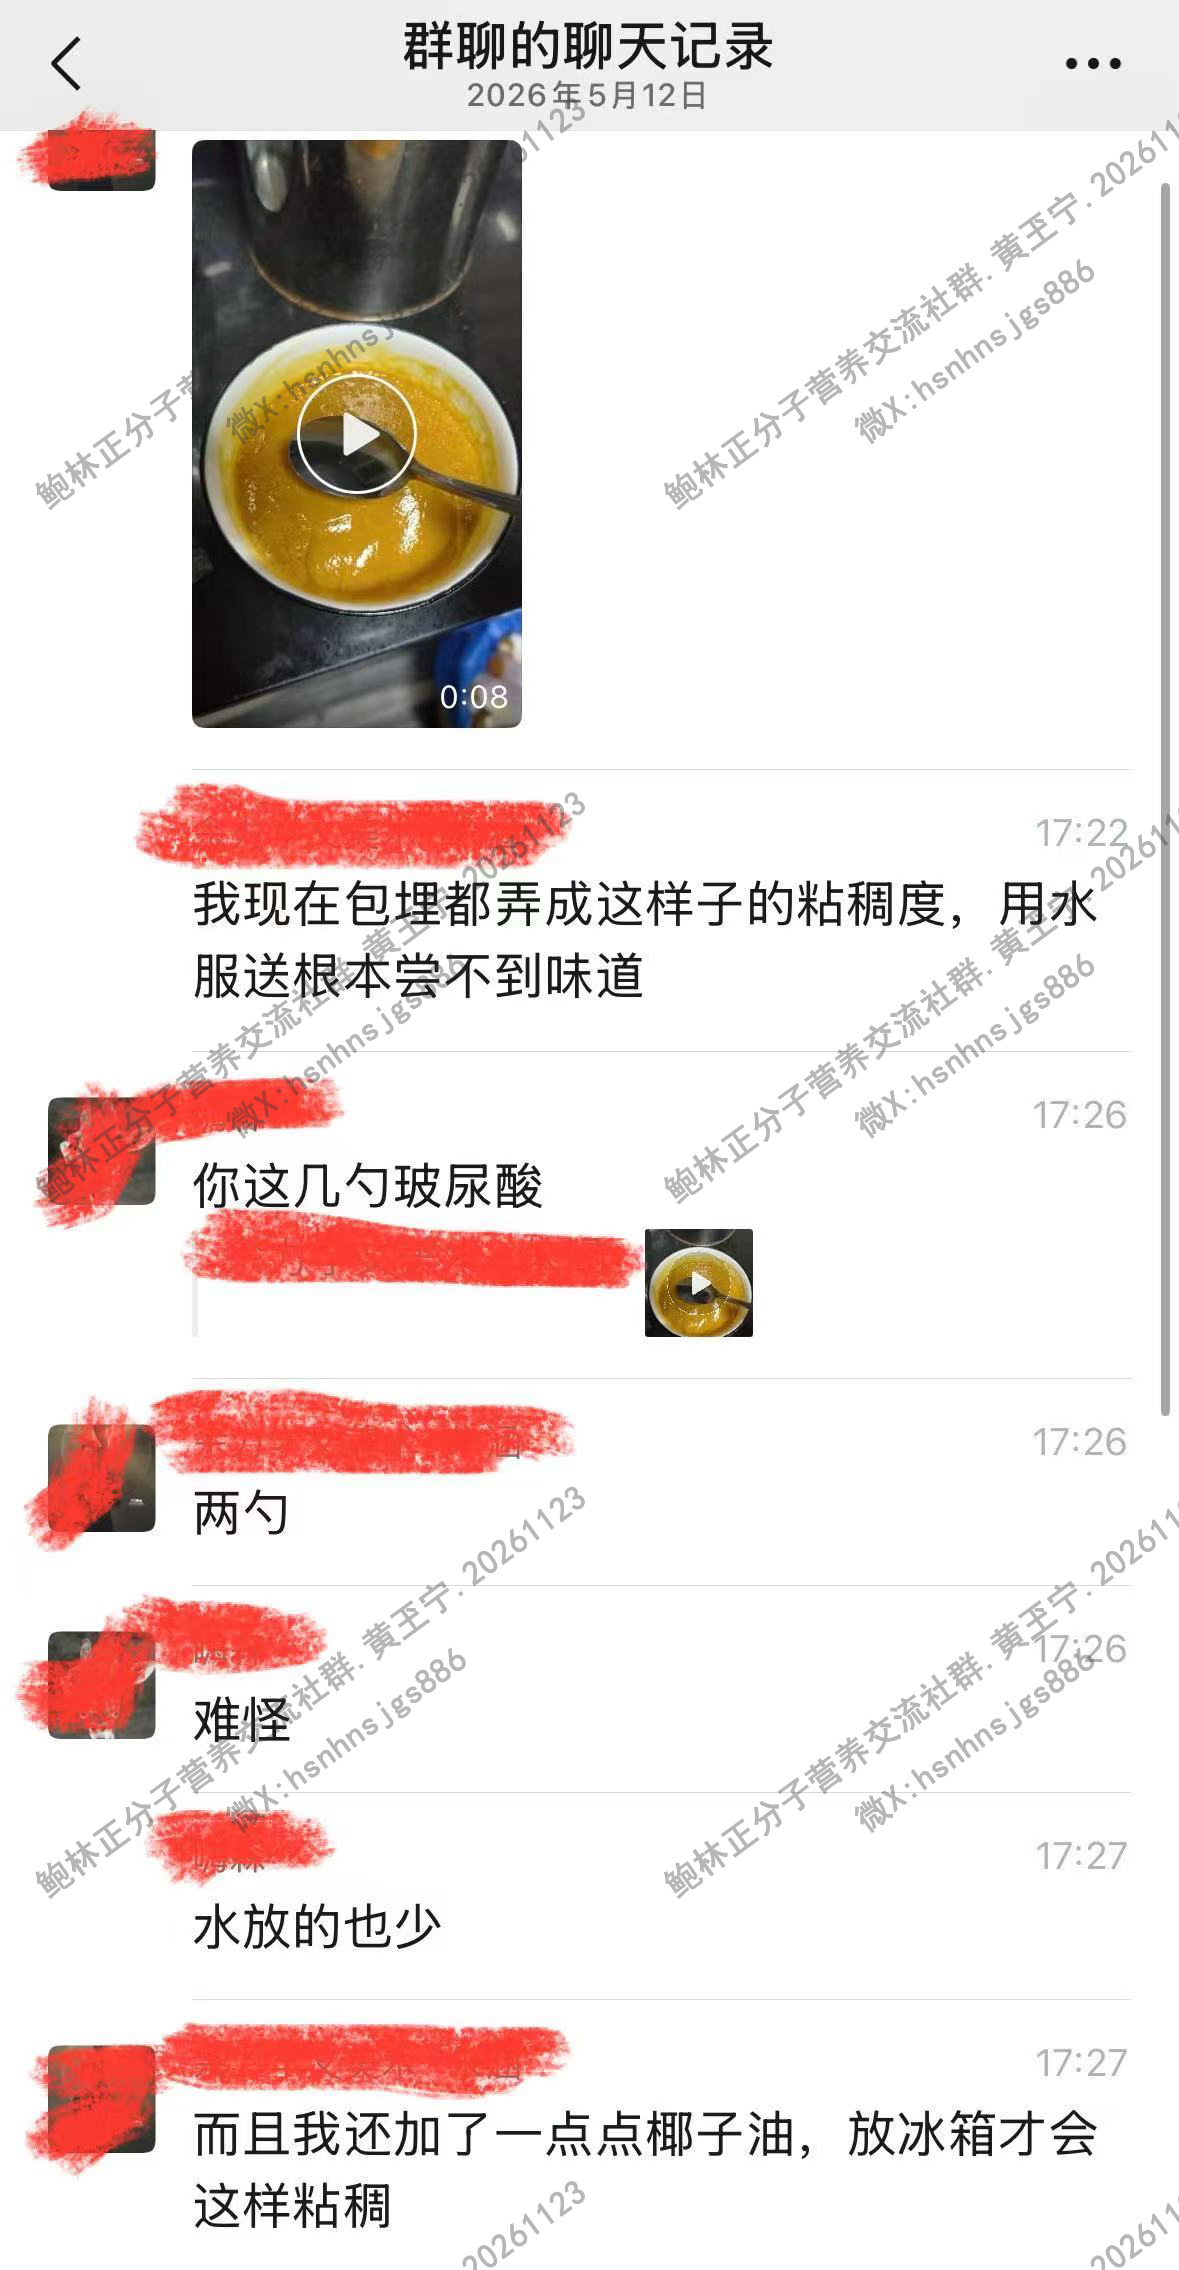 群聊的聊天记录
2026年5月12日
0:08
17:22
我现在包埋都弄成这样子的粘稠度，用水
服送根本尝不到味道
17:26
你这几勺玻尿酸
17:26
两勺
17:26
难怪
17:27
水放的也少
17:27
而且我还加了一点点椰子油，放冰箱才会
这样粘稠
鲍林正分子营养交流社群. 黄玉宁. 20261123
微X:hsnhnsjgs886